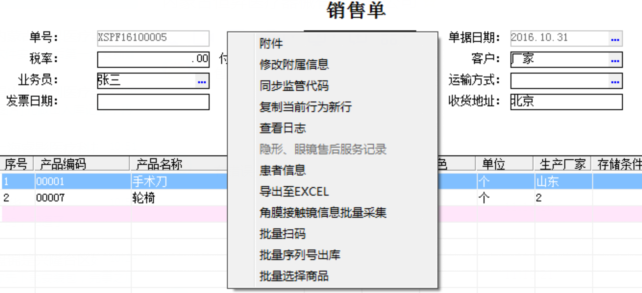 销售单
单号: XSPF16100005 单据日期: 2016.10.31 ...
税率: .00 付 客户: 厂家 ...
业务员: 张三 ... 运输方式: ...
发票日期: 收货地址: 北京
附件
修改附属信息
同步监管代码
复制当前行为新行
查看日志
隐形、眼镜售后服务记录
患者信息
导出至EXCEL
角膜接触镜信息批量采集
批量扫码
批量序列号出库
批量选择商品
序号 产品编码 产品名称 色 单位 生产厂家 存储条件
1 00001 手术刀 个 山东
2 00007 轮椅 个 2